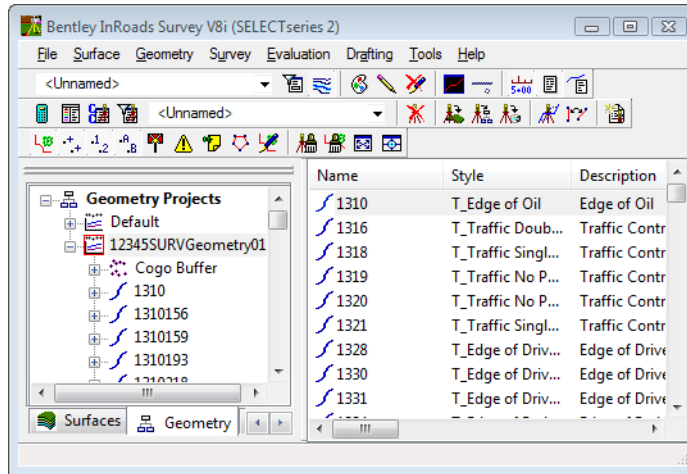 Bentley InRoads Survey V8i (SELECTseries 2)
File Surface Geometry Survey Evaluation Drafting Tools Help
<Unnamed>
5+00
<Unnamed>
Geometry Projects
Default
12345SURVGeometry01
Cogo Buffer
1310
1310156
1310159
1310193
1310218
Surfaces Geometry
Name Style Description
1310 T_Edge of Oil Edge of Oil
1316 T_Traffic Doub... Traffic Contr
1318 T_Traffic Singl... Traffic Contr
1319 T_Traffic No P... Traffic Contr
1320 T_Traffic No P... Traffic Contr
1321 T_Traffic Singl... Traffic Contr
1328 T_Edge of Driv... Edge of Drive
1330 T_Edge of Driv... Edge of Drive
1331 T_Edge of Driv... Edge of Drive